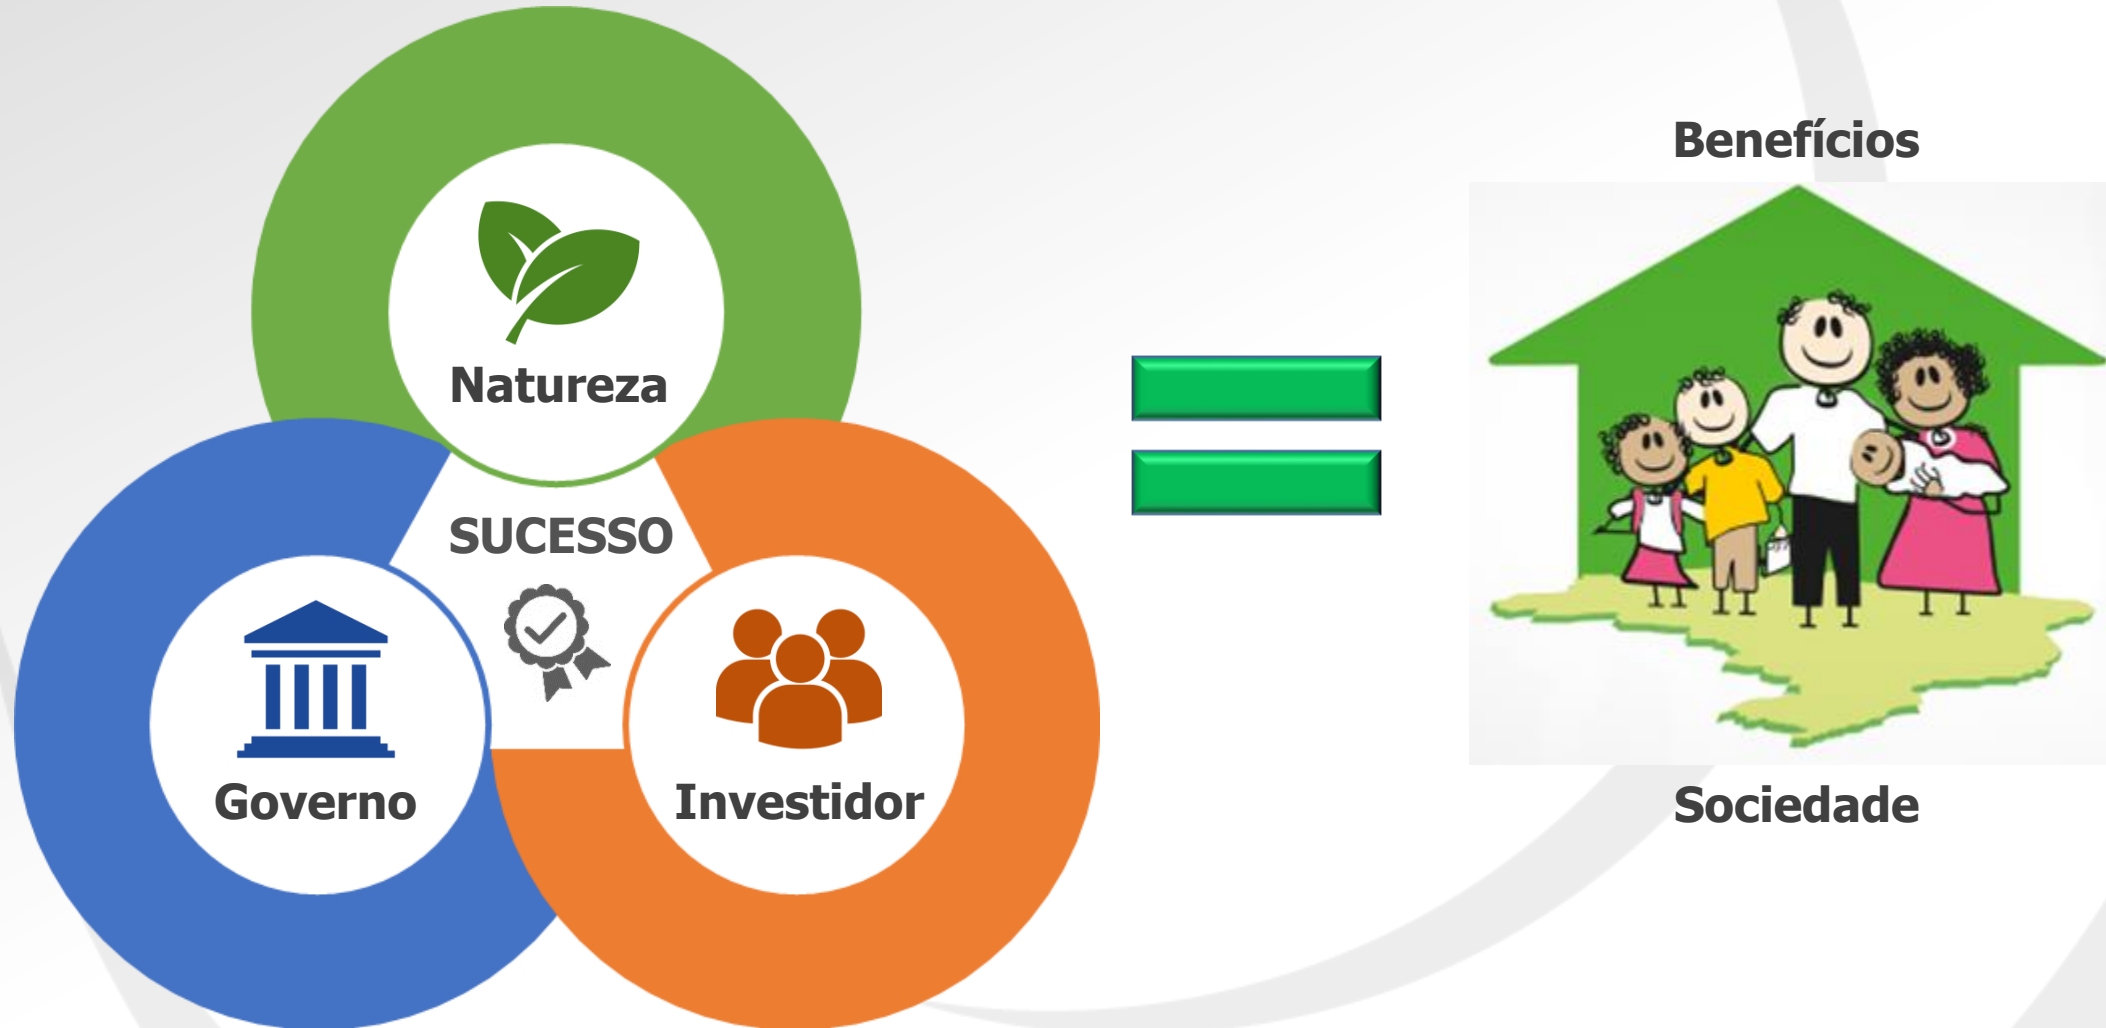 Natureza
SUCESSO
Governo
Investidor
Benefícios
Sociedade